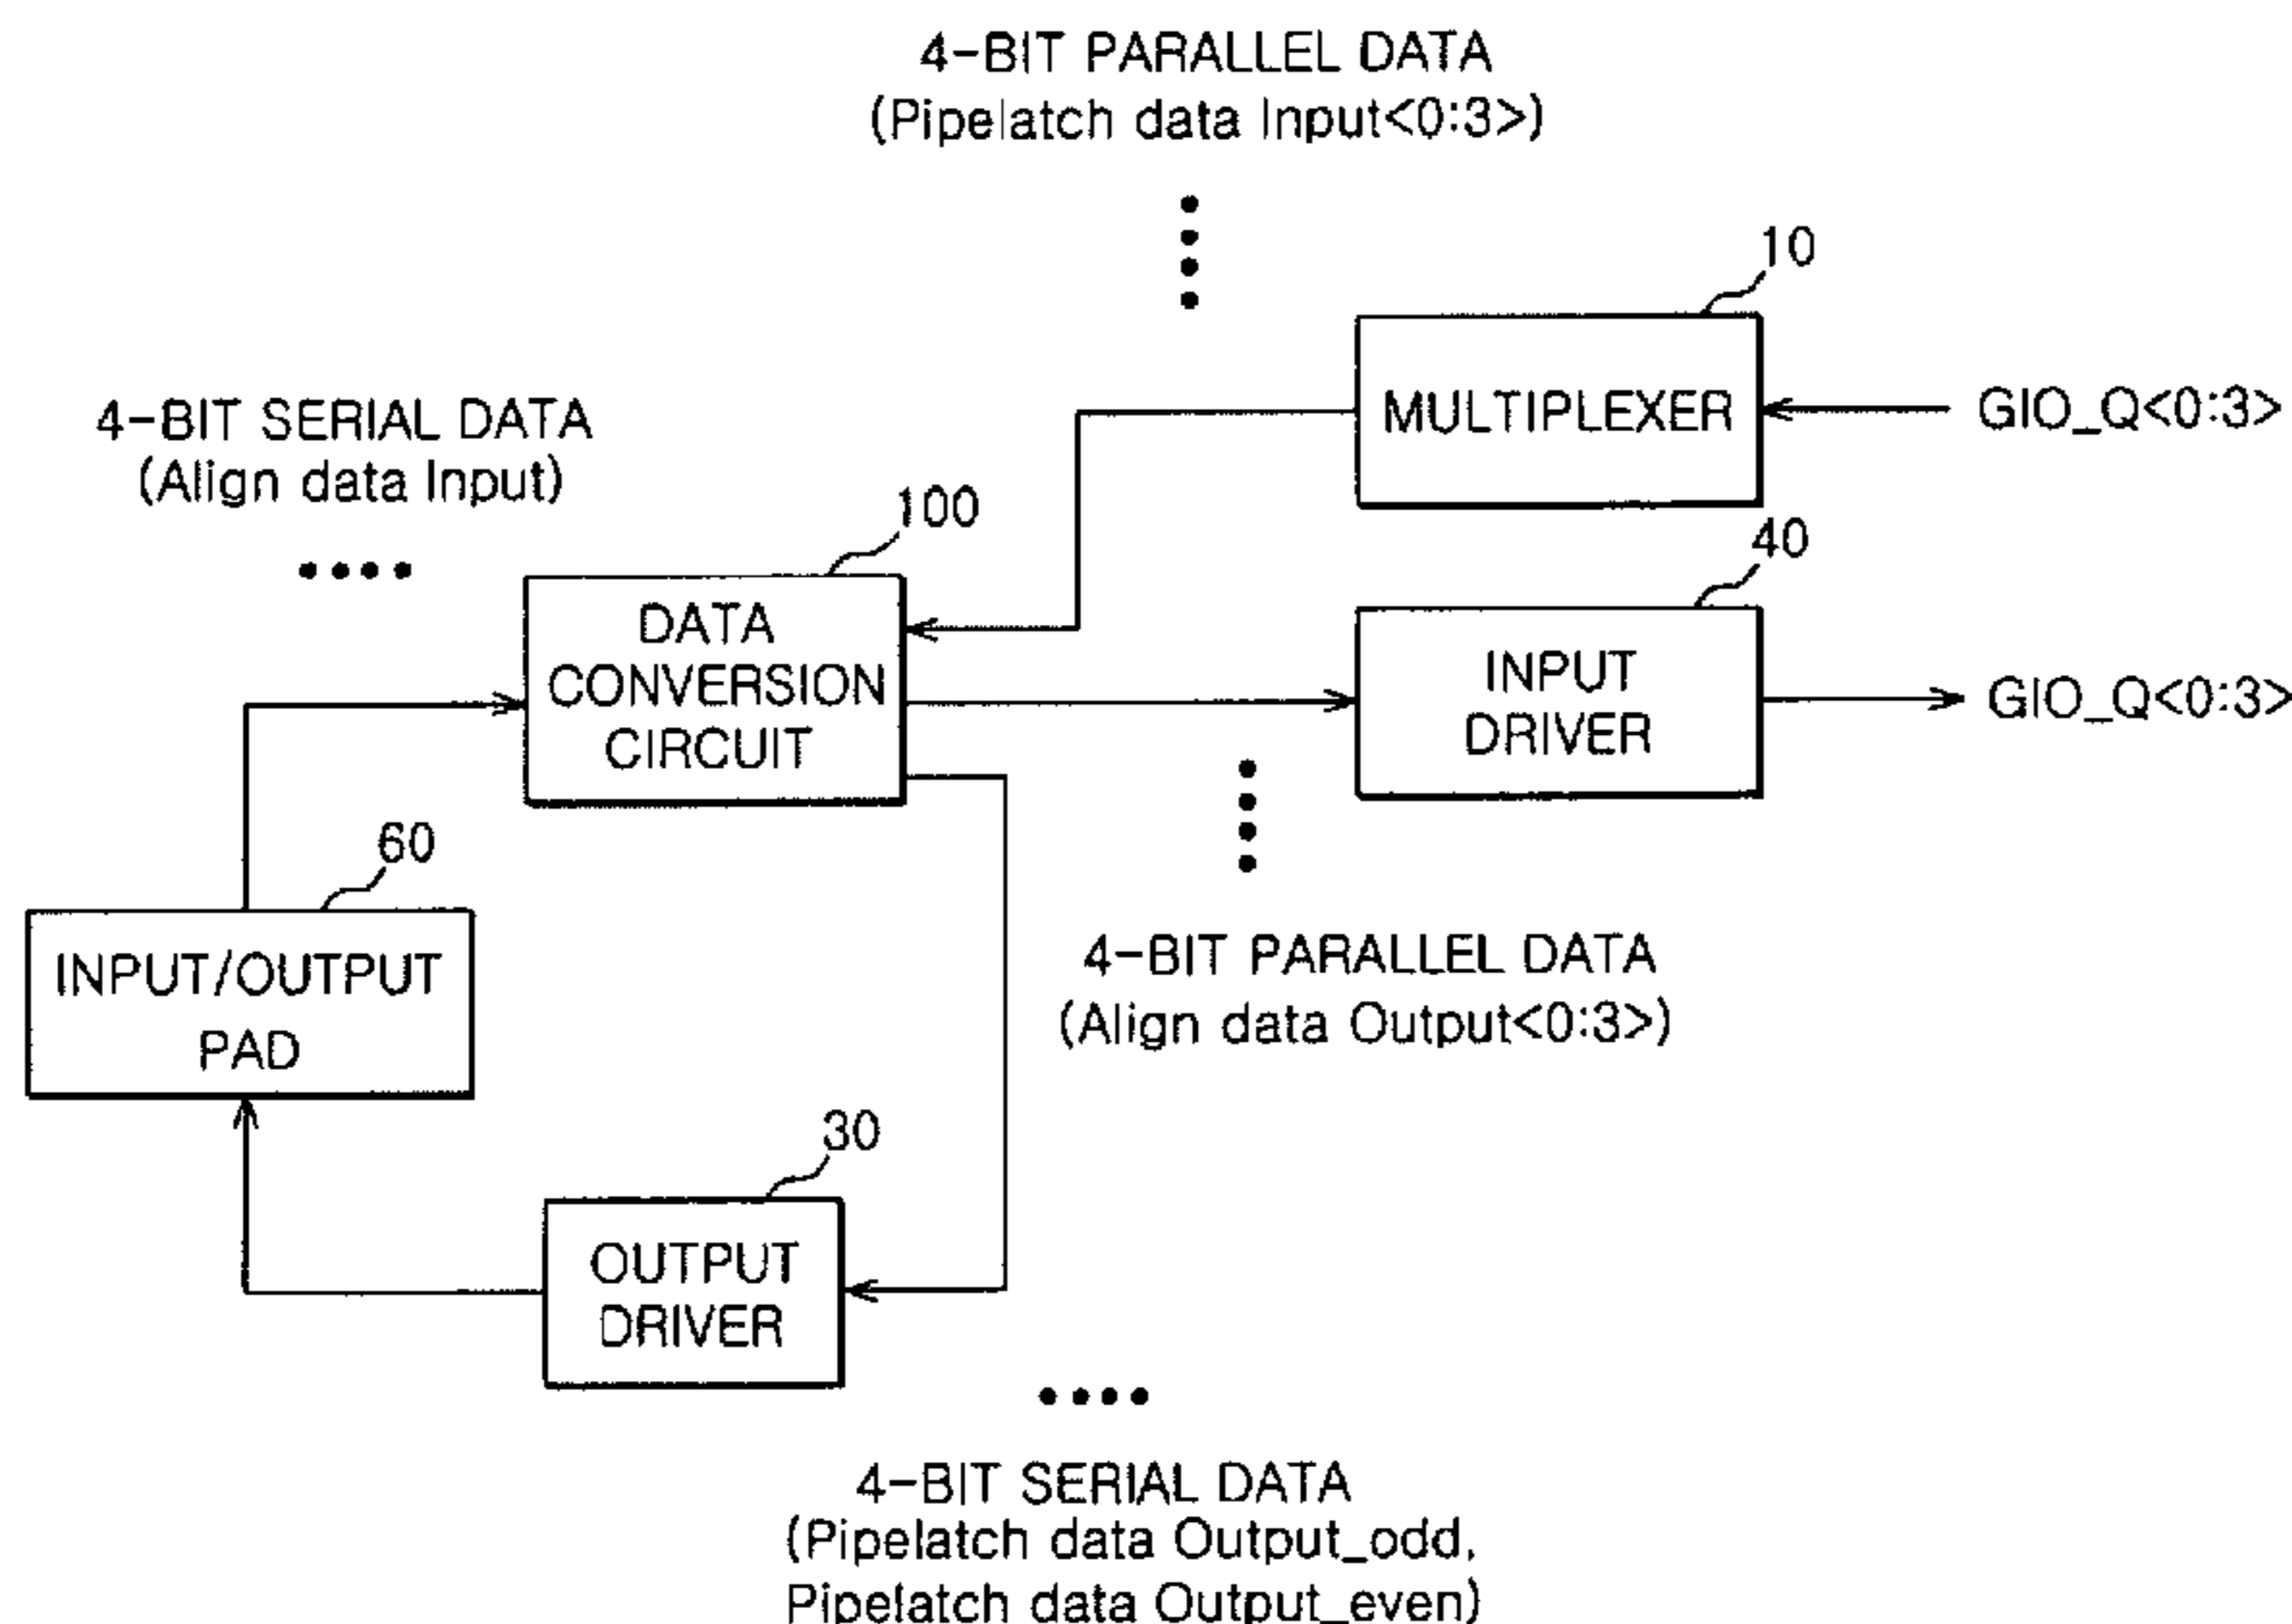 4-BIT PARALLEL DATA
(Pipelatch data Input<0:3>)
10
MULTIPLEXER
GIO_Q<0:3>
4-BIT SERIAL DATA
(Align data Input)
100
DATA
CONVERSION
CIRCUIT
40
INPUT
DRIVER
GIO_Q<0:3>
60
INPUT/OUTPUT
PAD
4-BIT PARALLEL DATA
(Align data Output<0:3>)
30
OUTPUT
DRIVER
4-BIT SERIAL DATA
(Pipelatch data Output_odd,
Pipelatch data Output_even)